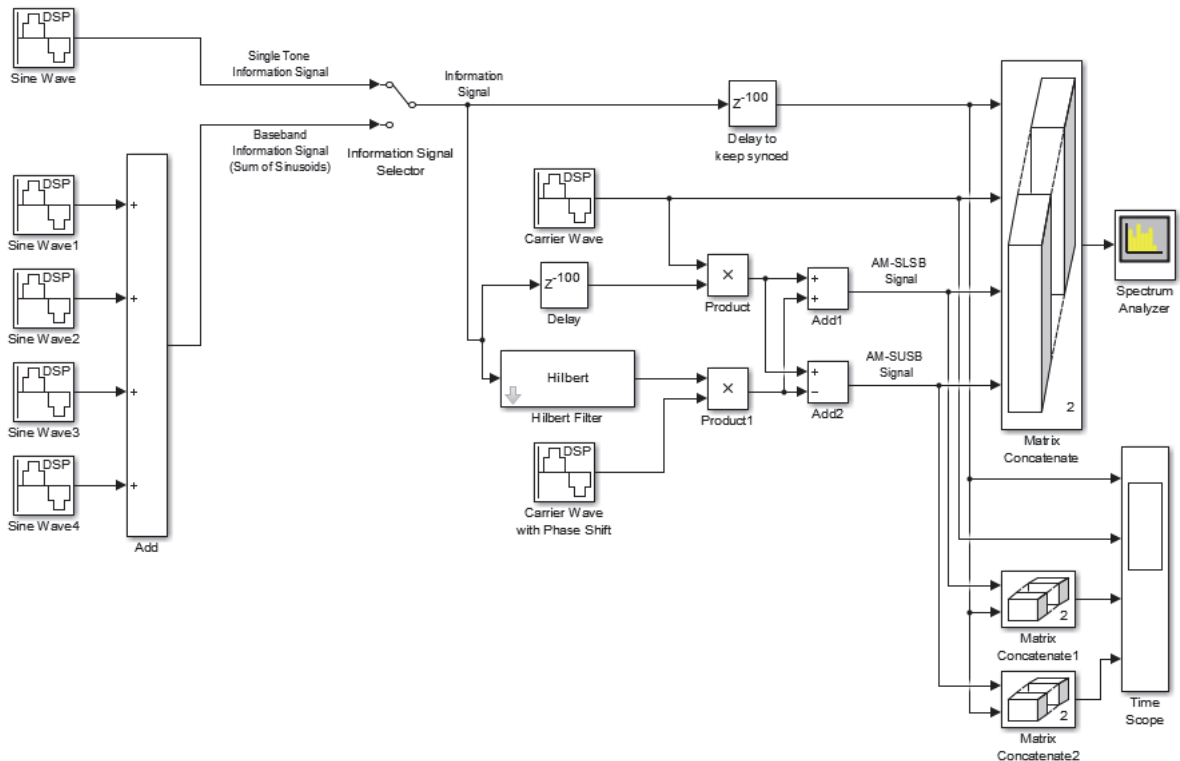 DSP
Sine Wave
Single Tone
Information Signal
Information
Signal
Baseband
Information Signal
(Sum of Sinusoids)
Information Signal
Selector
z-100
Delay to
keep synced
DSP
Sine Wave1
+
DSP
Sine Wave2
+
DSP
Sine Wave3
+
DSP
Sine Wave4
+
Add
DSP
Carrier Wave
z-100
Delay
×
Product
+
+
Add1
AM-SLSB
Signal
Hilbert
Hilbert Filter
×
Product1
+
−
Add2
AM-SUSB
Signal
DSP
Carrier Wave
with Phase Shift
2
Matrix
Concatenate
Spectrum
Analyzer
2
Matrix
Concatenate1
2
Matrix
Concatenate2
Time
Scope